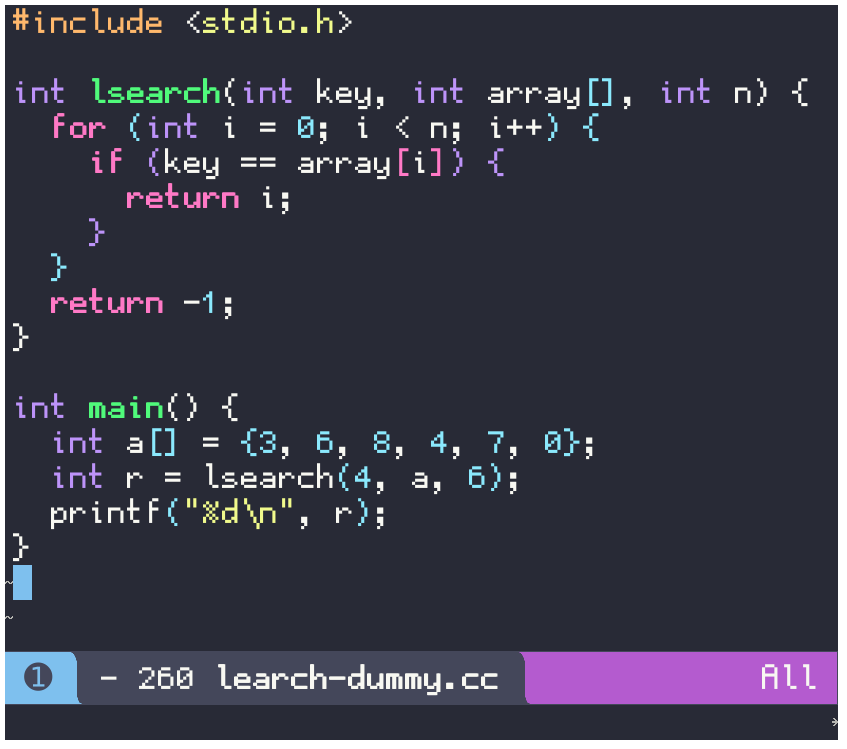 #include <stdio.h>

int lsearch(int key, int array[], int n) {
  for (int i = 0; i < n; i++) {
    if (key == array[i]) {
      return i;
    }
  }
  return -1;
}

int main() {
  int a[] = {3, 6, 8, 4, 7, 0};
  int r = lsearch(4, a, 6);
  printf("%d\n", r);
}
~
~
❶ - 260 learch-dummy.cc All